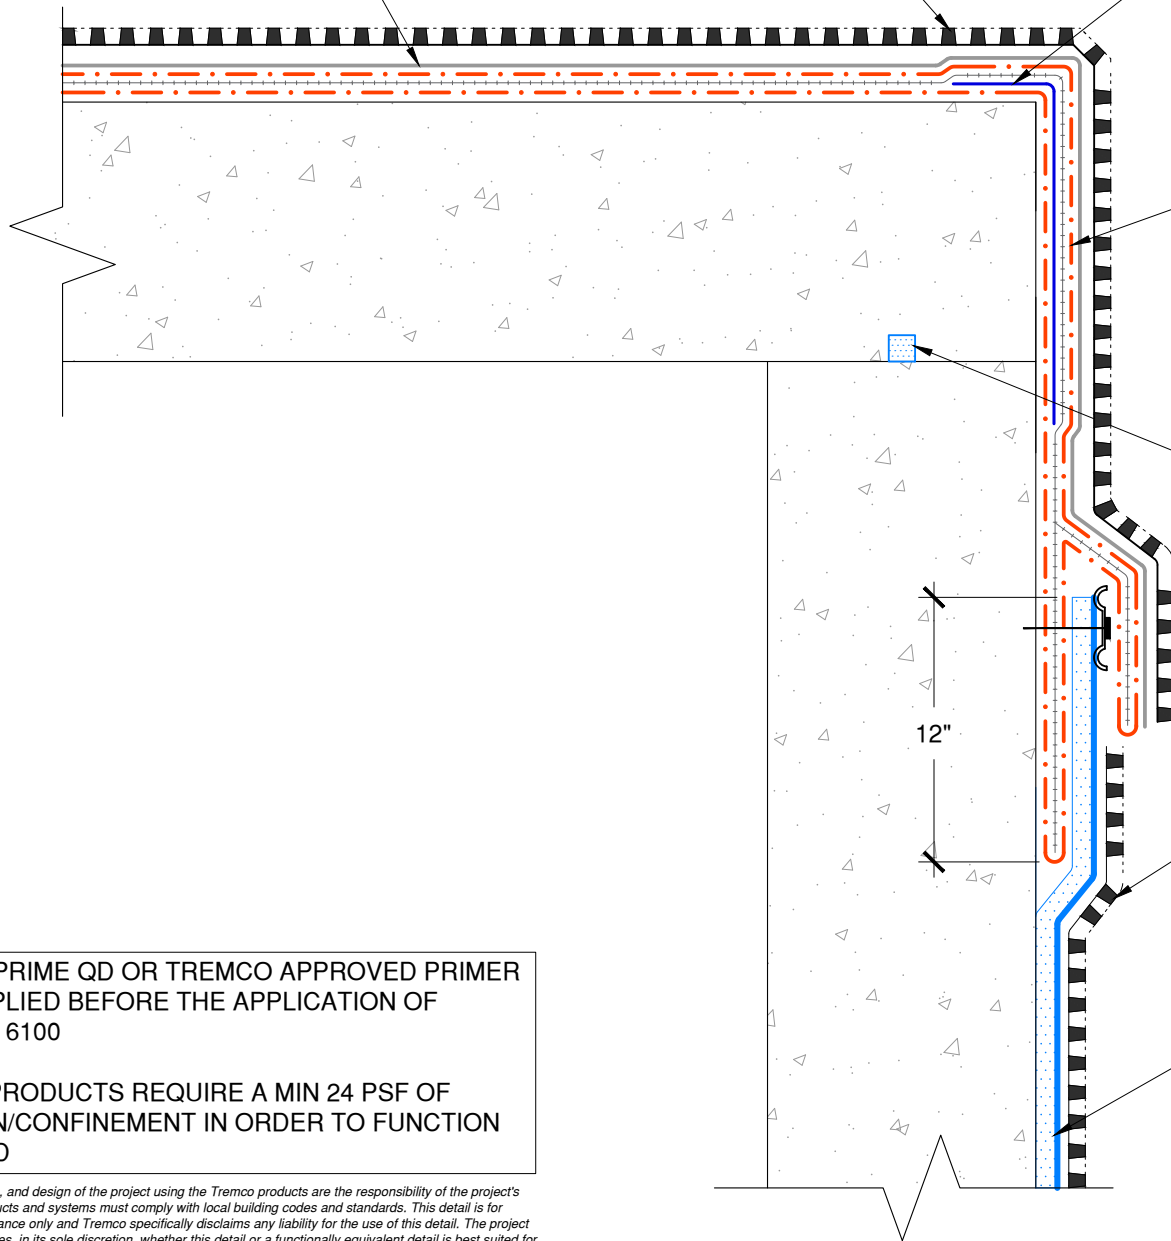 12"
PRIME QD OR TREMCO APPROVED PRIMER
PLIED BEFORE THE APPLICATION OF
6100
PRODUCTS REQUIRE A MIN 24 PSF OF
N/CONFINEMENT IN ORDER TO FUNCTION
D
, and design of the project using the Tremco products are the responsibility of the project's
ucts and systems must comply with local building codes and standards. This detail is for
ance only and Tremco specifically disclaims any liability for the use of this detail. The project
es, in its sole discretion, whether this detail or a functionally equivalent detail is best suited for